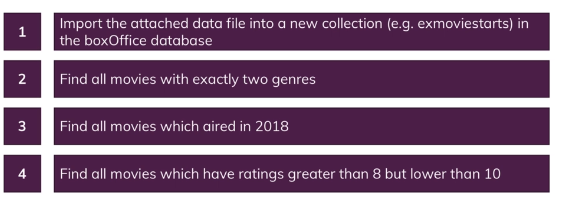 1
Import the attached data file into a new collection (e.g. exmoviestarts) in
the boxOffice database
2
Find all movies with exactly two genres
3
Find all movies which aired in 2018
4
Find all movies which have ratings greater than 8 but lower than 10